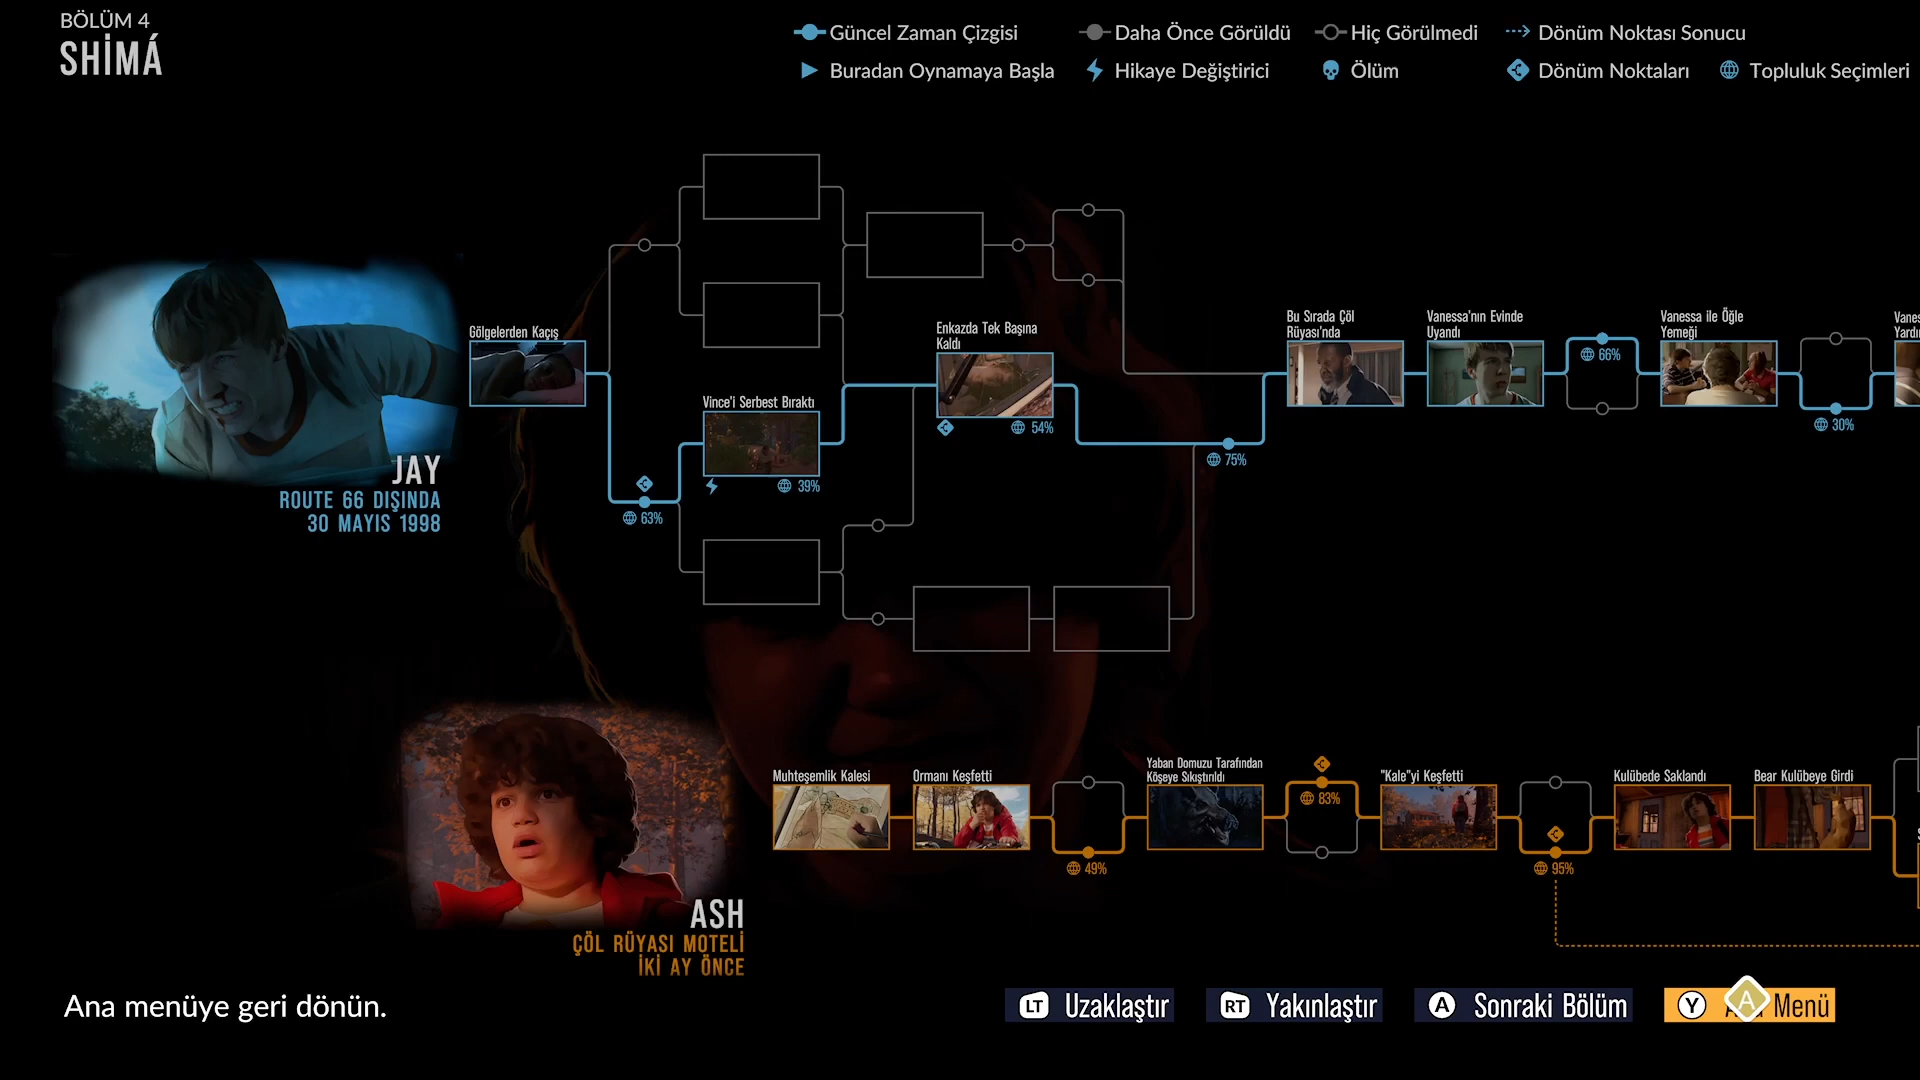 BÖLÜM 4
SHİMÁ
Güncel Zaman Çizgisi
Daha Önce Görüldü
Hiç Görülmedi
Dönüm Noktası Sonucu
Buradan Oynamaya Başla
Hikaye Değiştirici
Ölüm
Dönüm Noktaları
Topluluk Seçimleri
JAY
ROUTE 66 DIŞINDA
30 MAYIS 1998
Gölgelerden Kaçış
63%
Vince'i Serbest Bıraktı
39%
Enkazda Tek Başına
Kaldı
54%
75%
Bu Sırada Çöl
Rüyası'nda
Vanessa'nın Evinde
Uyandı
66%
Vanessa ile Öğle
Yemeği
30%
ASH
ÇÖL RÜYASI MOTELİ
İKİ AY ÖNCE
Muhteşemlik Kalesi
Ormanı Keşfetti
49%
Yaban Domuzu Tarafından
Köşeye Sıkıştırıldı
83%
"Kale"yi Keşfetti
95%
Kulübede Saklandı
Bear Kulübeye Girdi
Ana menüye geri dönün.
LT Uzaklaştır
RT Yakınlaştır
A Sonraki Bölüm
Y A Menü